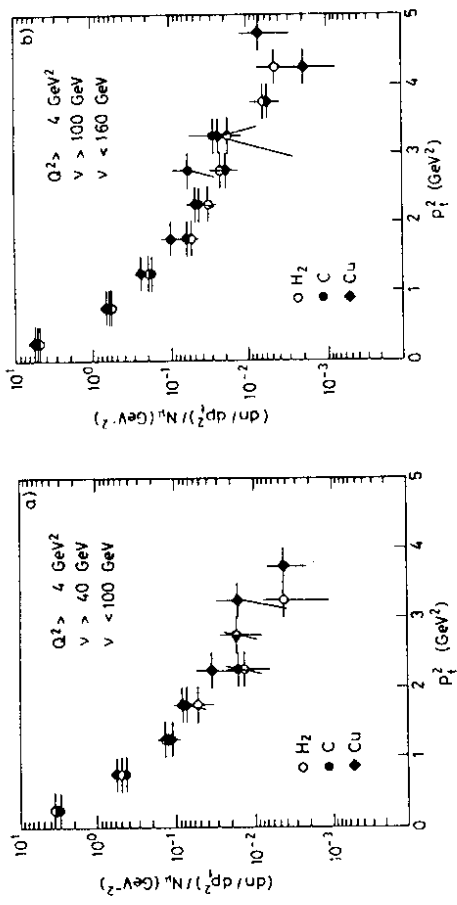 a)
Q² > 4 GeV²
ν > 40 GeV
ν < 100 GeV
○ H₂
● C
◆ Cu
10¹
10⁰
10⁻¹
10⁻²
10⁻³
0 1 2 3 4 5
p_t² (GeV²)
(dn/dp_t²)/N_μ (GeV⁻²)
b)
Q² > 4 GeV²
ν > 100 GeV
ν < 160 GeV
○ H₂
● C
◆ Cu
10¹
10⁰
10⁻¹
10⁻²
10⁻³
0 1 2 3 4 5
p_t² (GeV²)
(dn/dp_t²)/N_μ (GeV⁻²)